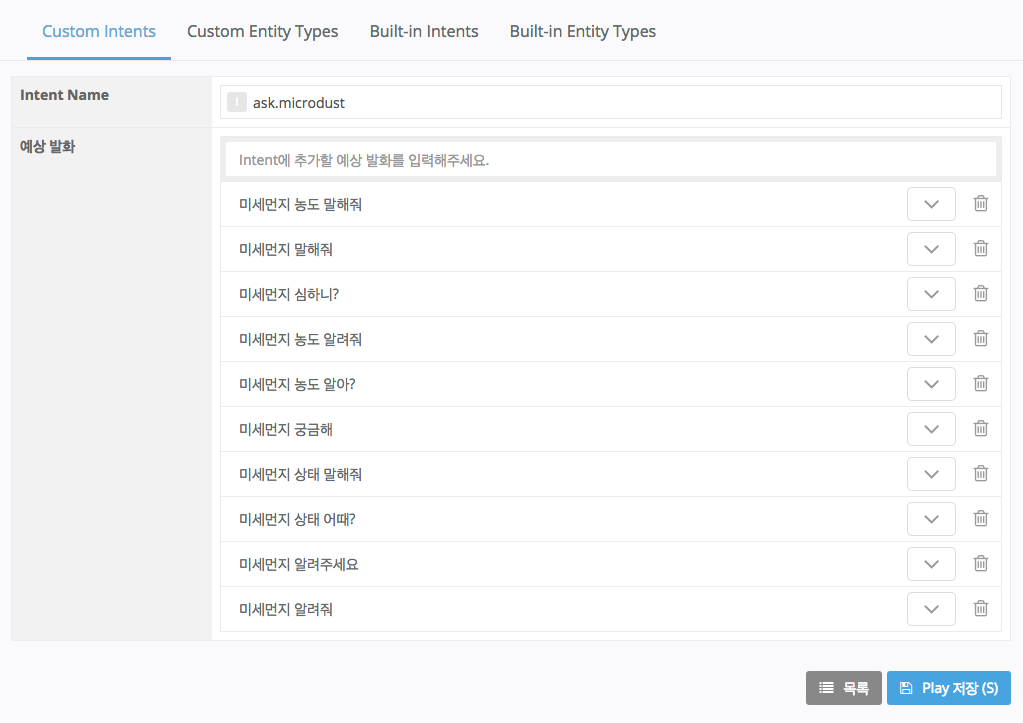 Custom Intents Custom Entity Types Built-in Intents Built-in Entity Types
Intent Name
I ask.microdust
예상 발화
Intent에 추가할 예상 발화를 입력해주세요.
미세먼지 농도 말해줘
미세먼지 말해줘
미세먼지 심하니?
미세먼지 농도 알려줘
미세먼지 농도 알아?
미세먼지 궁금해
미세먼지 상태 말해줘
미세먼지 상태 어때?
미세먼지 알려주세요
미세먼지 알려줘
목록 Play 저장 (S)